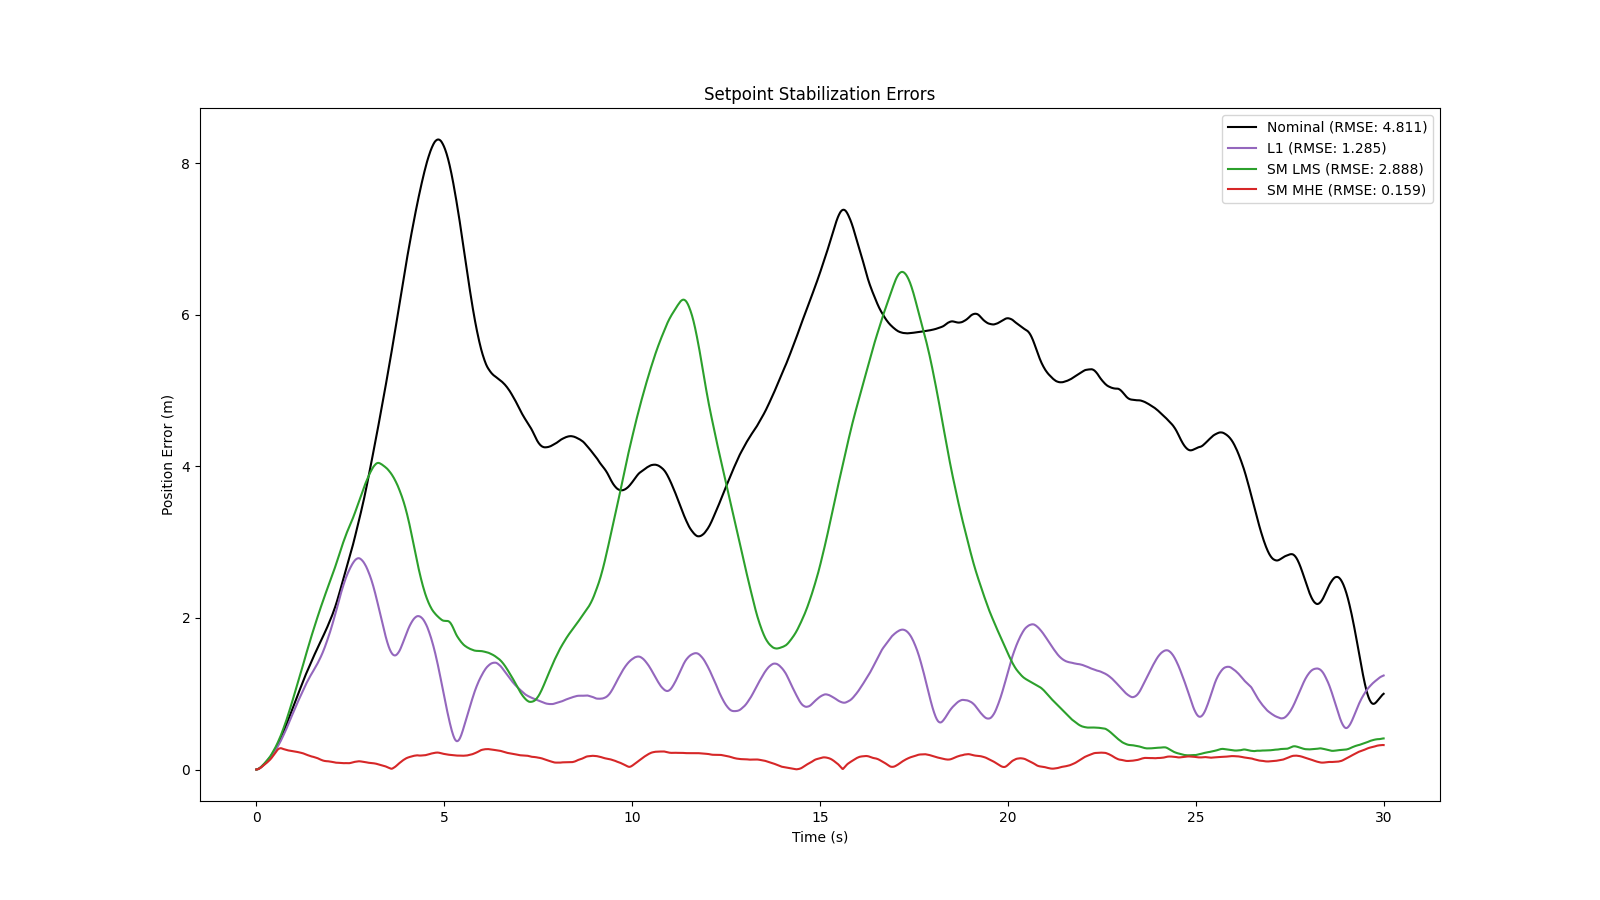 Setpoint Stabilization Errors
Nominal (RMSE: 4.811)
L1 (RMSE: 1.285)
SM LMS (RMSE: 2.888)
SM MHE (RMSE: 0.159)
Position Error (m)
8
6
4
2
0
0 5 10 15 20 25 30
Time (s)